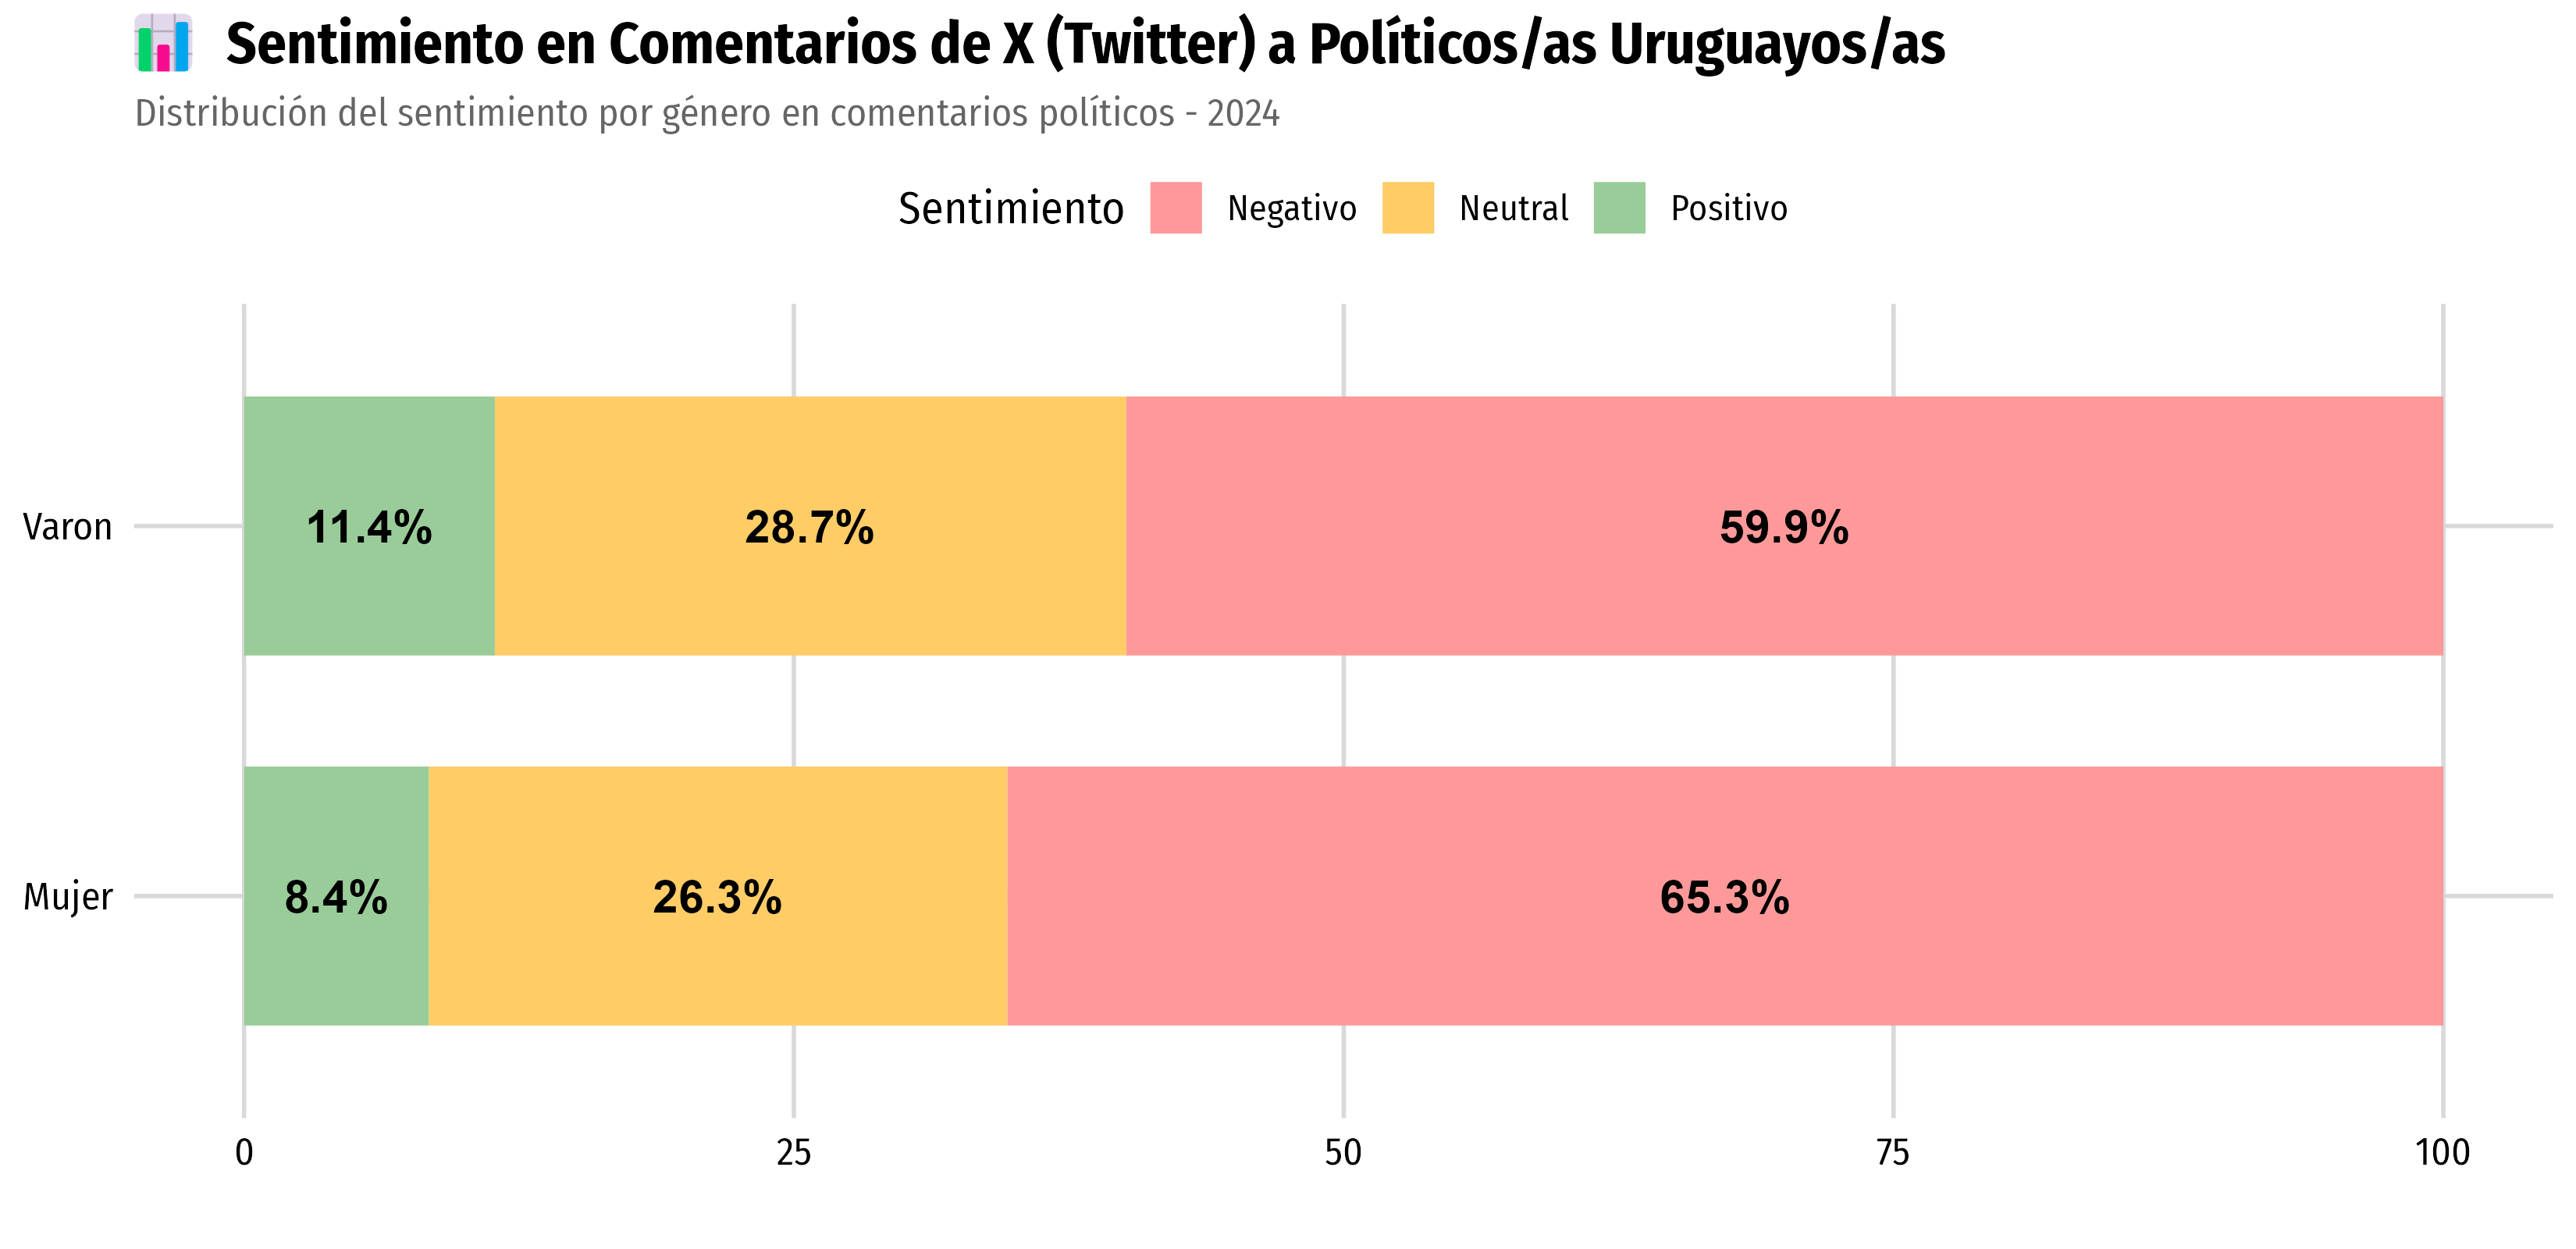 Sentimiento en Comentarios de X (Twitter) a Políticos/as Uruguayos/as
Distribución del sentimiento por género en comentarios políticos - 2024
Sentimiento Negativo Neutral Positivo
Varon 11.4% 28.7% 59.9%
Mujer 8.4% 26.3% 65.3%
0 25 50 75 100